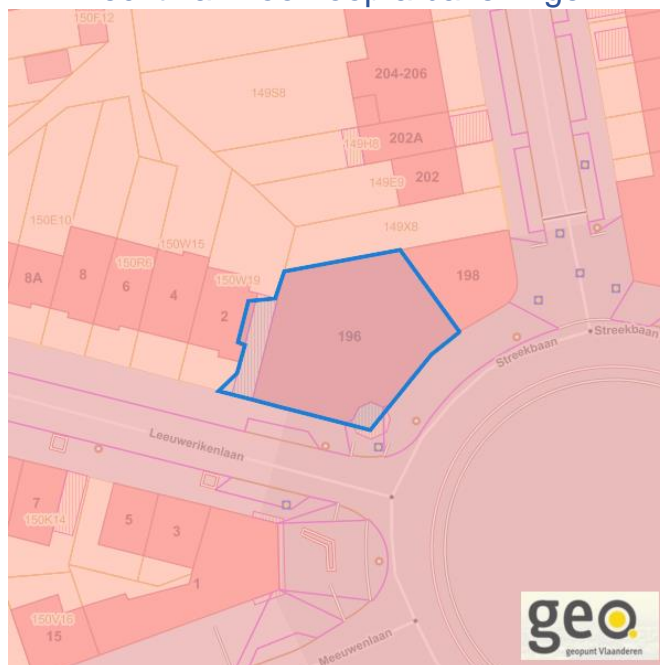 150F12
204-206
149S8
202A
149H8
202
149E9
150E10
149X8
150W15
198
150R6
150W19
8A
8
6
4
2
196
Streekbaan
Streekbaan
Leeuwerikenlaan
7
150K14
5
3
1
15
150V16
Meeuwenlaan
geo
geopunt Vlaanderen